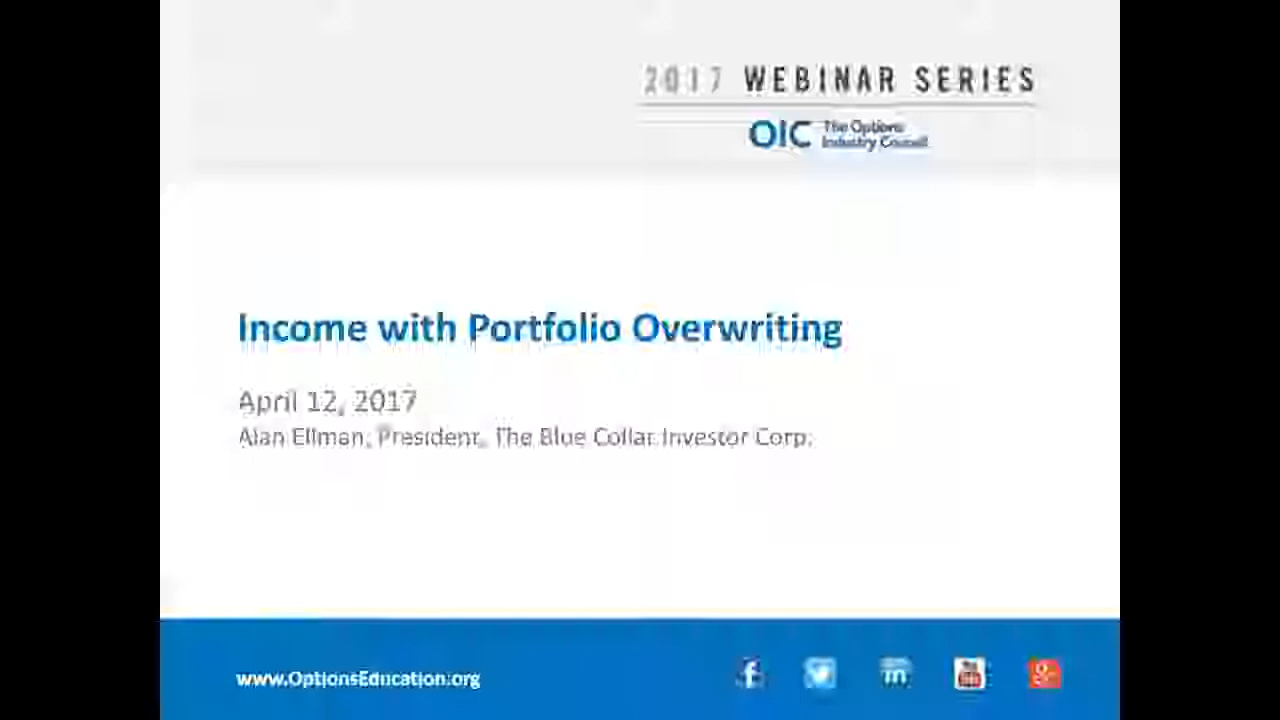 2017 WEBINAR SERIES
OIC The Options
Industry Council
Income with Portfolio Overwriting
April 12, 2017
Alan Ellman, President, The Blue Collar Investor Corp.
www.OptionsEducation.org